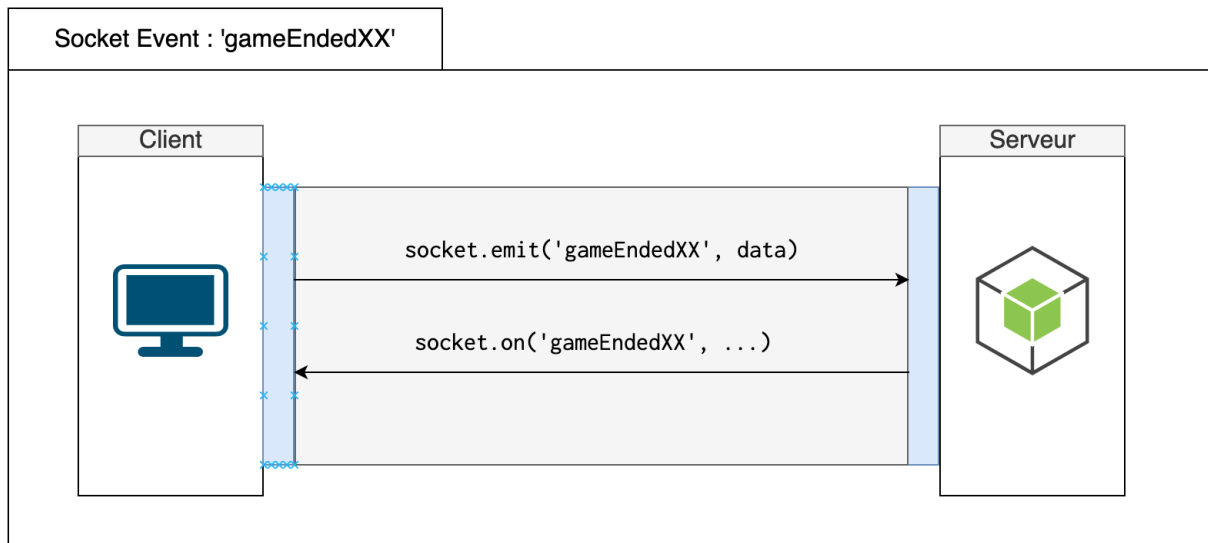 Socket Event : 'gameEndedXX'
Client
Serveur
socket.emit('gameEndedXX', data)
socket.on('gameEndedXX', ...)